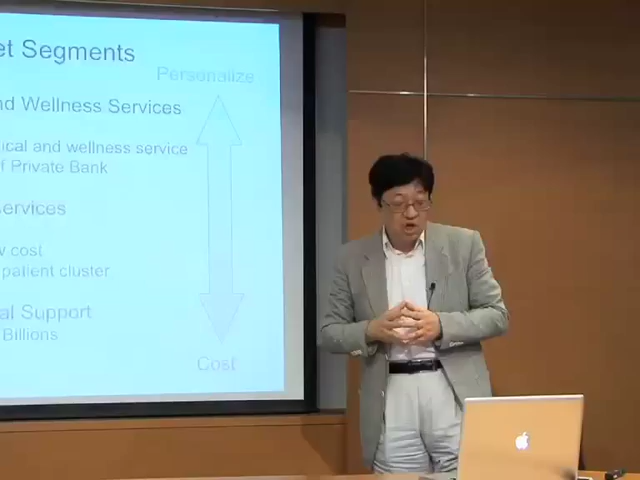 et Segments
Personalize
nd Wellness Services
ical and wellness service
f Private Bank
services
w cost
patient cluster
al Support
Billions
Cost